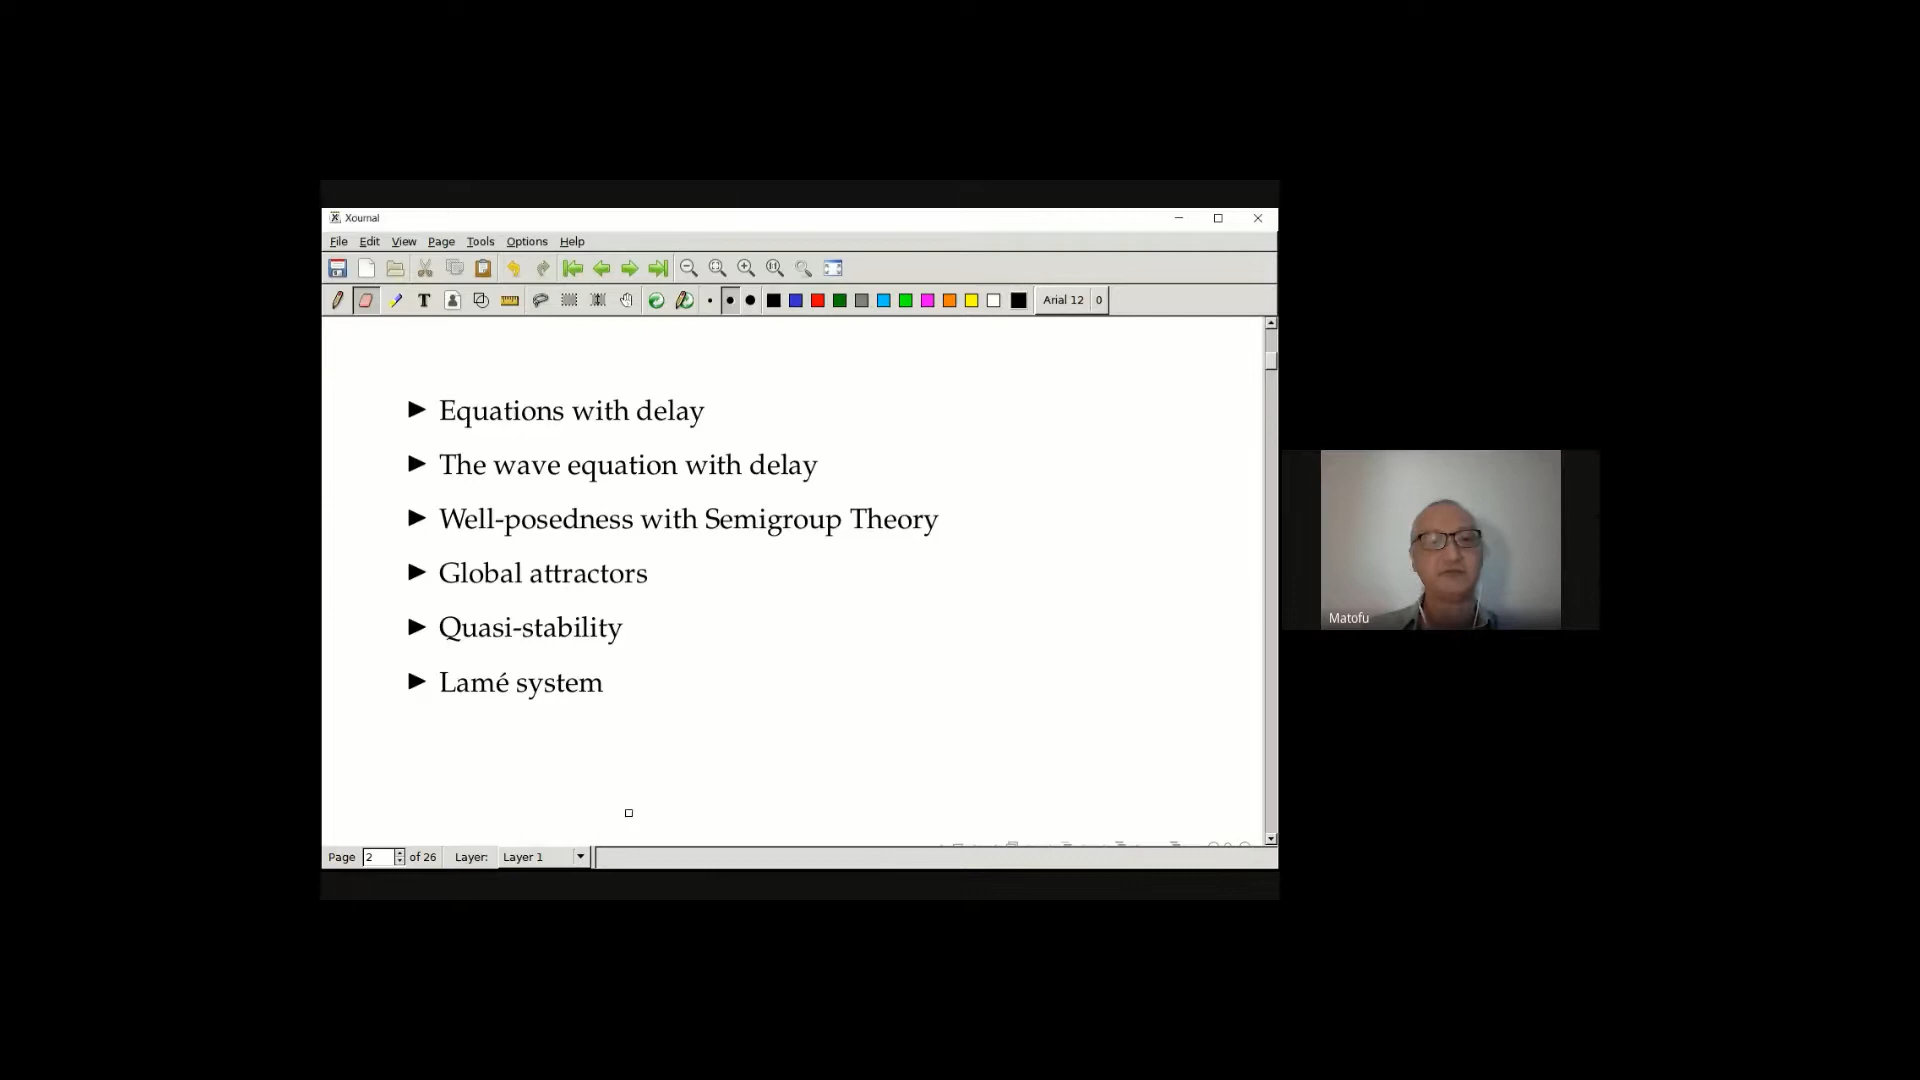 Xournal
File Edit View Page Tools Options Help
T Arial 12 0
► Equations with delay
► The wave equation with delay
► Well-posedness with Semigroup Theory
► Global attractors
► Quasi-stability
► Lamé system
Matofu
Page 2 of 26 Layer: Layer 1